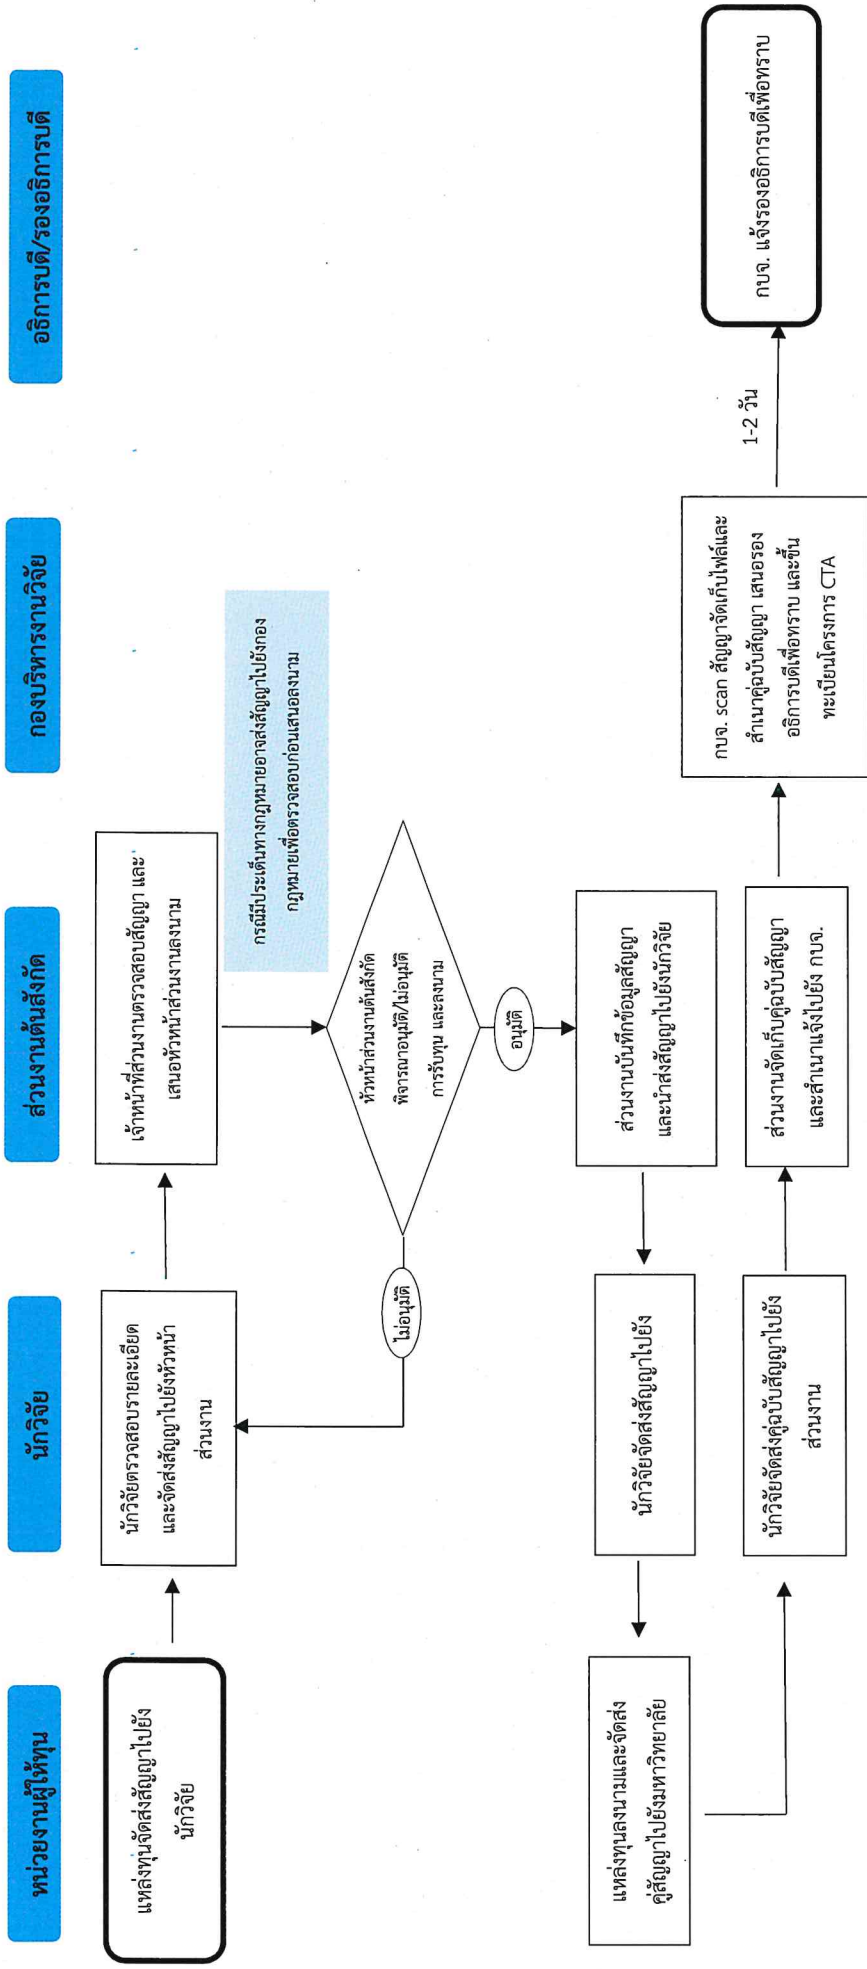 หน่วยงานผู้ให้ทุน
นักวิจัย
ส่วนงานต้นสังกัด
กองบริหารงานวิจัย
อธิการบดี/รองอธิการบดี
แหล่งทุนจัดส่งสัญญาไปยัง
นักวิจัย
นักวิจัยตรวจสอบรายละเอียด
และจัดส่งสัญญาไปยังหัวหน้า
ส่วนงาน
เจ้าหน้าที่ส่วนงานตรวจสอบสัญญา และ
เสนอหัวหน้าส่วนงานลงนาม
กรณีมีประเด็นทางกฎหมายอาจส่งสัญญาไปยังกอง
กฎหมายเพื่อตรวจสอบก่อนเสนอลงนาม
หัวหน้าส่วนงานต้นสังกัด
พิจารณาอนุมัติ/ไม่อนุมัติ
การรับทุน และลงนาม
ไม่อนุมัติ
อนุมัติ
ส่วนงานบันทึกข้อมูลสัญญา
และนำส่งสัญญาไปยังนักวิจัย
นักวิจัยจัดส่งสัญญาไปยัง
แหล่งทุนลงนามและจัดส่ง
คู่สัญญาไปยังมหาวิทยาลัย
นักวิจัยจัดส่งคู่ฉบับสัญญาไปยัง
ส่วนงาน
ส่วนงานจัดเก็บคู่ฉบับสัญญา
และสำเนาแจ้งไปยัง กบจ.
กบจ. scan สัญญาจัดเก็บไฟล์และ
สำเนาคู่ฉบับสัญญา เสนอรอง
อธิการบดีเพื่อทราบ และขึ้น
ทะเบียนโครงการ CTA
1-2 วัน
กบจ. แจ้งรองอธิการบดีเพื่อทราบ